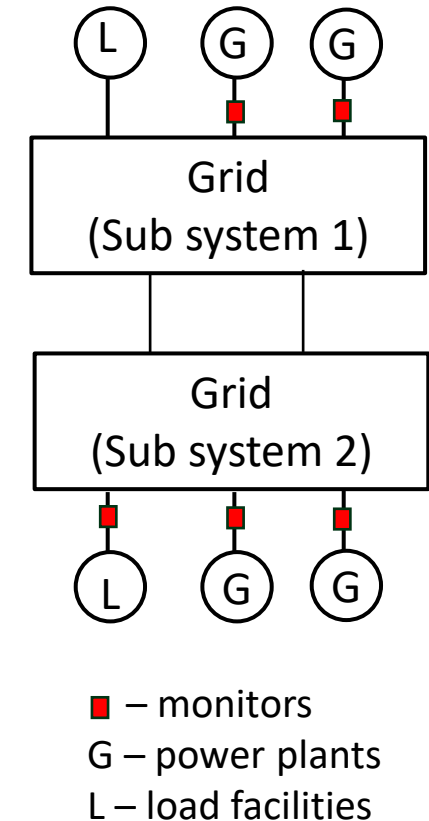 L G G
Grid
(Sub system 1)
Grid
(Sub system 2)
L G G
– monitors
G – power plants
L – load facilities